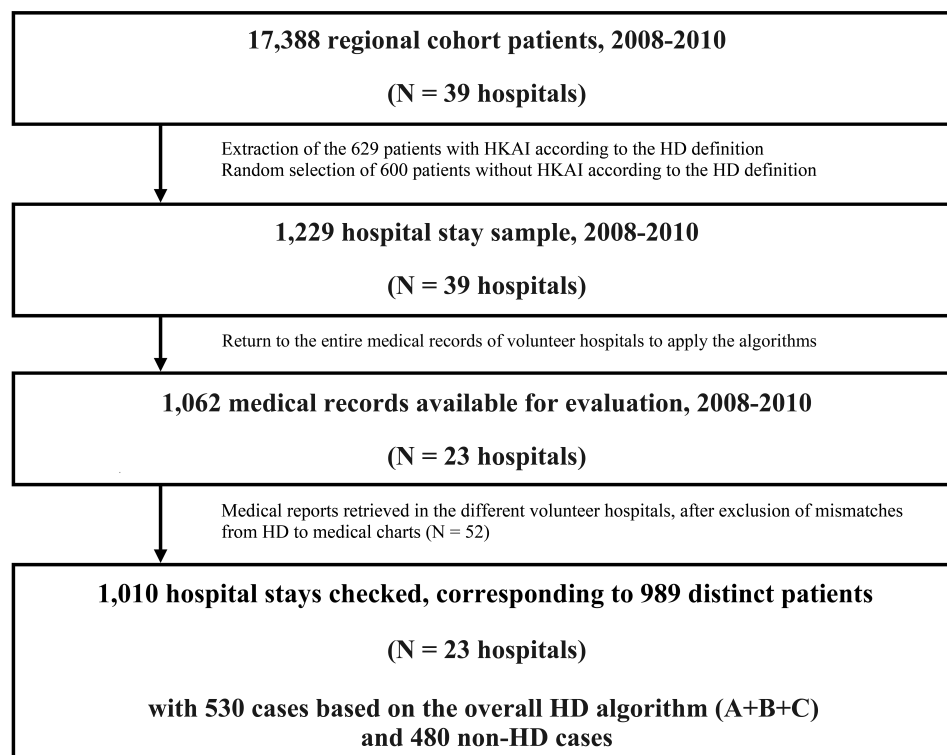 17,388 regional cohort patients, 2008-2010
(N = 39 hospitals)
Extraction of the 629 patients with HKAI according to the HD definition
Random selection of 600 patients without HKAI according to the HD definition
1,229 hospital stay sample, 2008-2010
(N = 39 hospitals)
Return to the entire medical records of volunteer hospitals to apply the algorithms
1,062 medical records available for evaluation, 2008-2010
(N = 23 hospitals)
Medical reports retrieved in the different volunteer hospitals, after exclusion of mismatches
from HD to medical charts (N = 52)
1,010 hospital stays checked, corresponding to 989 distinct patients
(N = 23 hospitals)
with 530 cases based on the overall HD algorithm (A+B+C)
and 480 non-HD cases